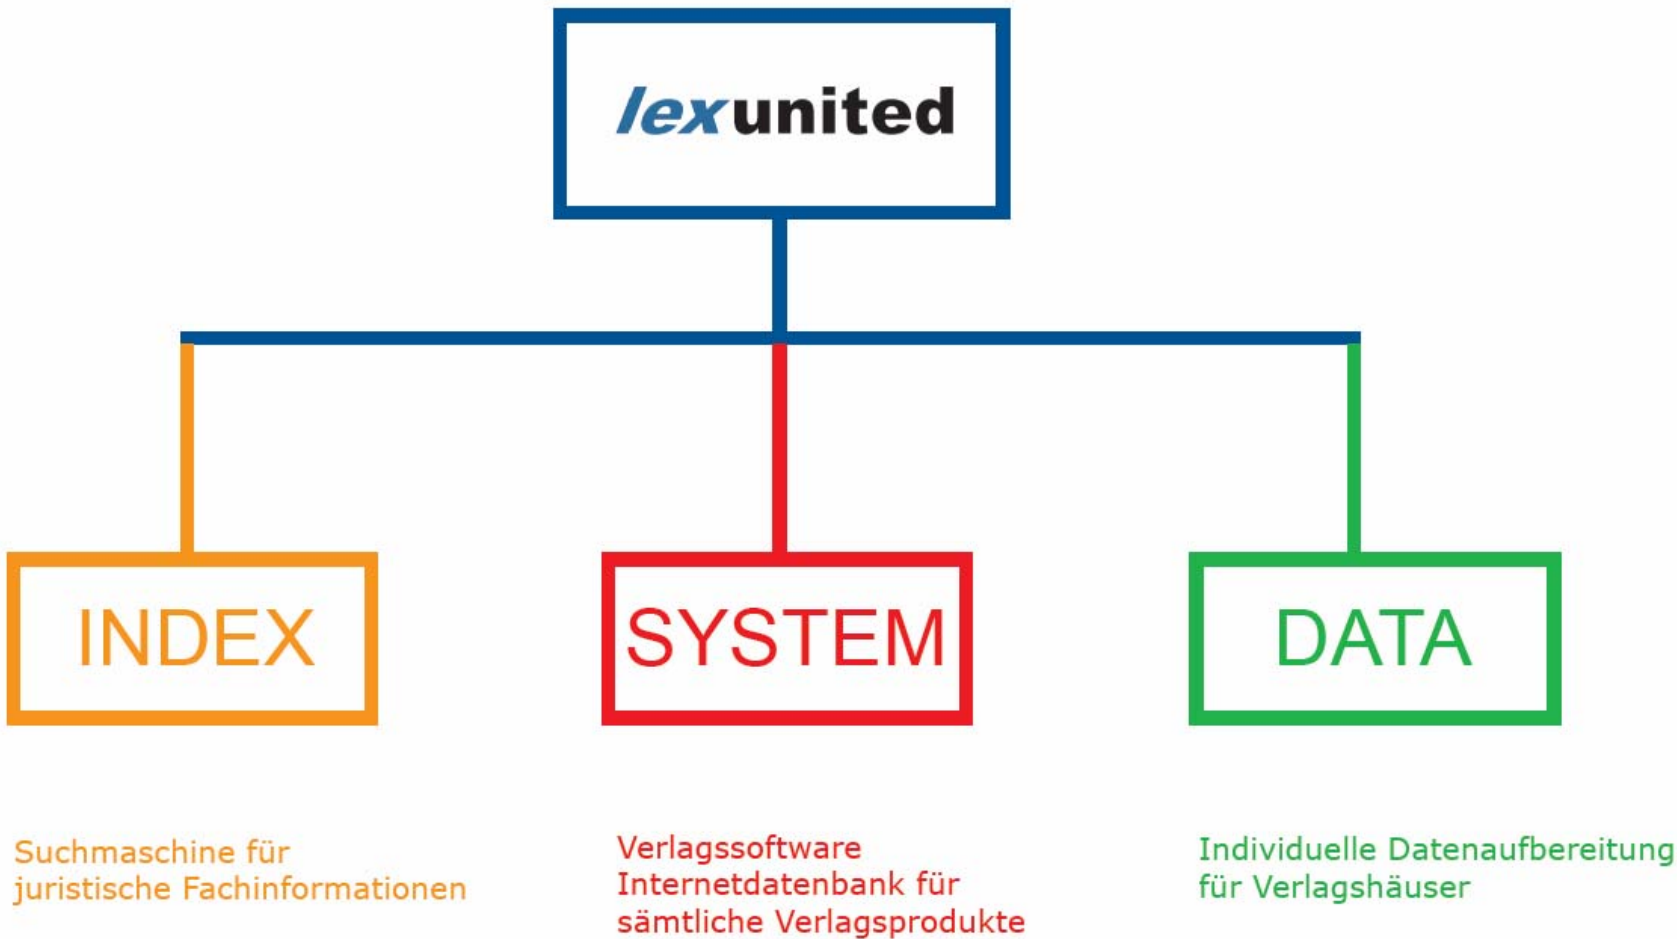 lexunited
INDEX
SYSTEM
DATA
Suchmaschine für
juristische Fachinformationen
Verlagssoftware
Internetdatenbank für
sämtliche Verlagsprodukte
Individuelle Datenaufbereitung
für Verlagshäuser